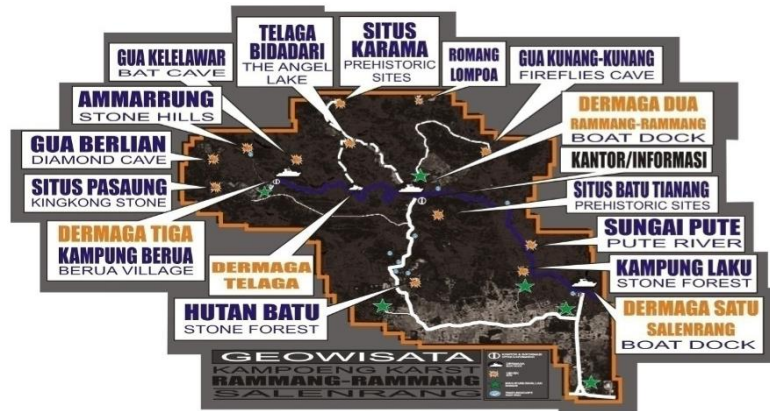 GUA KELELAWAR
BAT CAVE
TELAGA
BIDADARI
THE ANGEL
LAKE
SITUS
KARAMA
PREHISTORIC
SITES
ROMANG
LOMPOA
GUA KUNANG-KUNANG
FIREFLIES CAVE
AMMARRUNG
STONE HILLS
DERMAGA DUA
RAMMANG-RAMMANG
BOAT DOCK
GUA BERLIAN
DIAMOND CAVE
KANTOR/INFORMASI
SITUS PASAUNG
KINGKONG STONE
SITUS BATU TIANANG
PREHISTORIC SITES
DERMAGA TIGA
KAMPUNG BERUA
BERUA VILLAGE
DERMAGA
TELAGA
SUNGAI PUTE
PUTE RIVER
HUTAN BATU
STONE FOREST
KAMPUNG LAKU
STONE FOREST
DERMAGA SATU
SALENRANG
BOAT DOCK
GEOWISATA
KAMPOENG KARST
RAMMANG-RAMMANG
SALENRANG